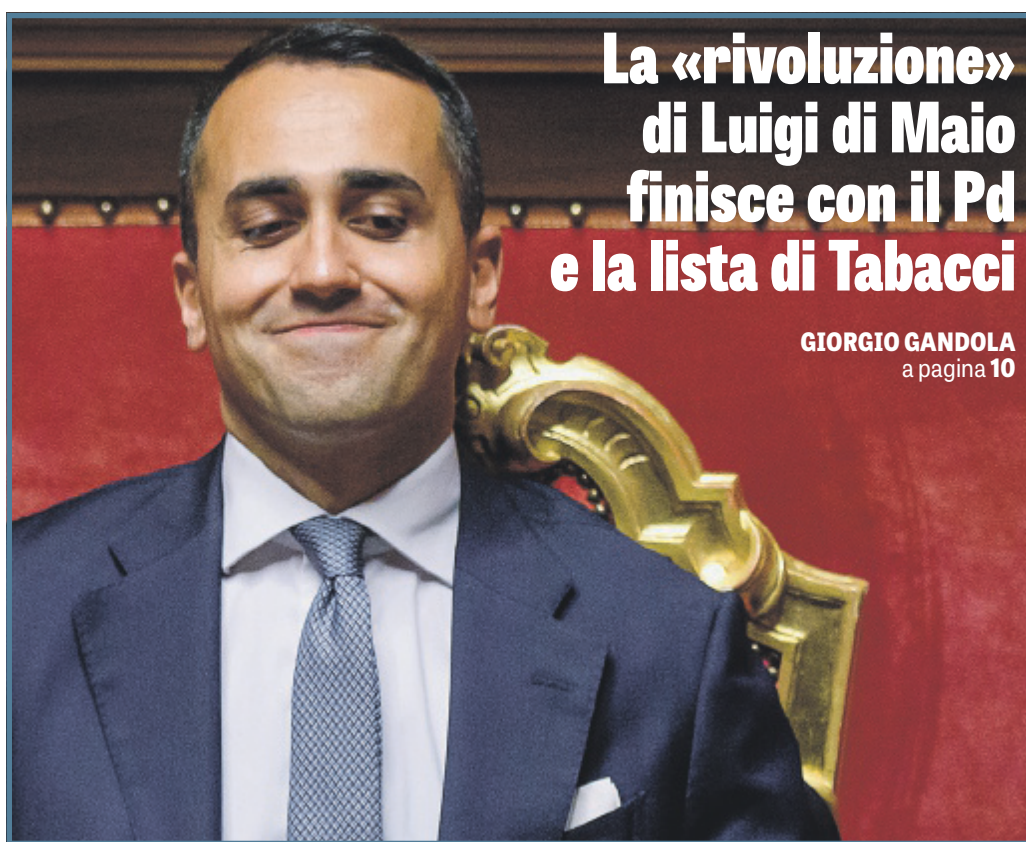 La «rivoluzione»
di Luigi di Maio
finisce con il Pd
e la lista di Tabacci
GIORGIO GANDOLA
a pagina 10